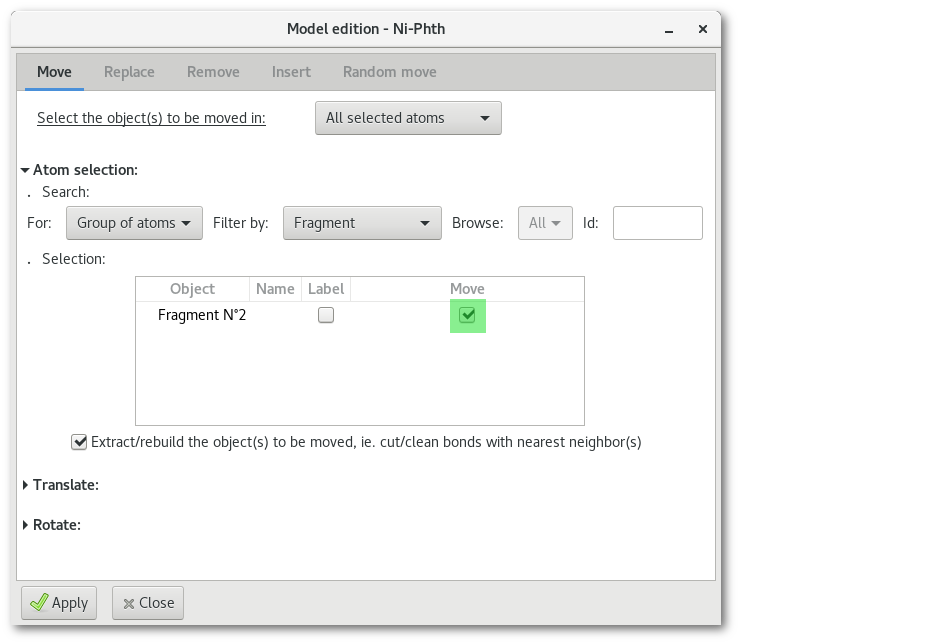 Model edition - Ni-Phth
Move Replace Remove Insert Random move
Select the object(s) to be moved in: All selected atoms
Atom selection:
. Search:
For: Group of atoms Filter by: Fragment Browse: All Id:
. Selection:
Object Name Label Move
Fragment N°2
Extract/rebuild the object(s) to be moved, ie. cut/clean bonds with nearest neighbor(s)
Translate:
Rotate:
Apply Close